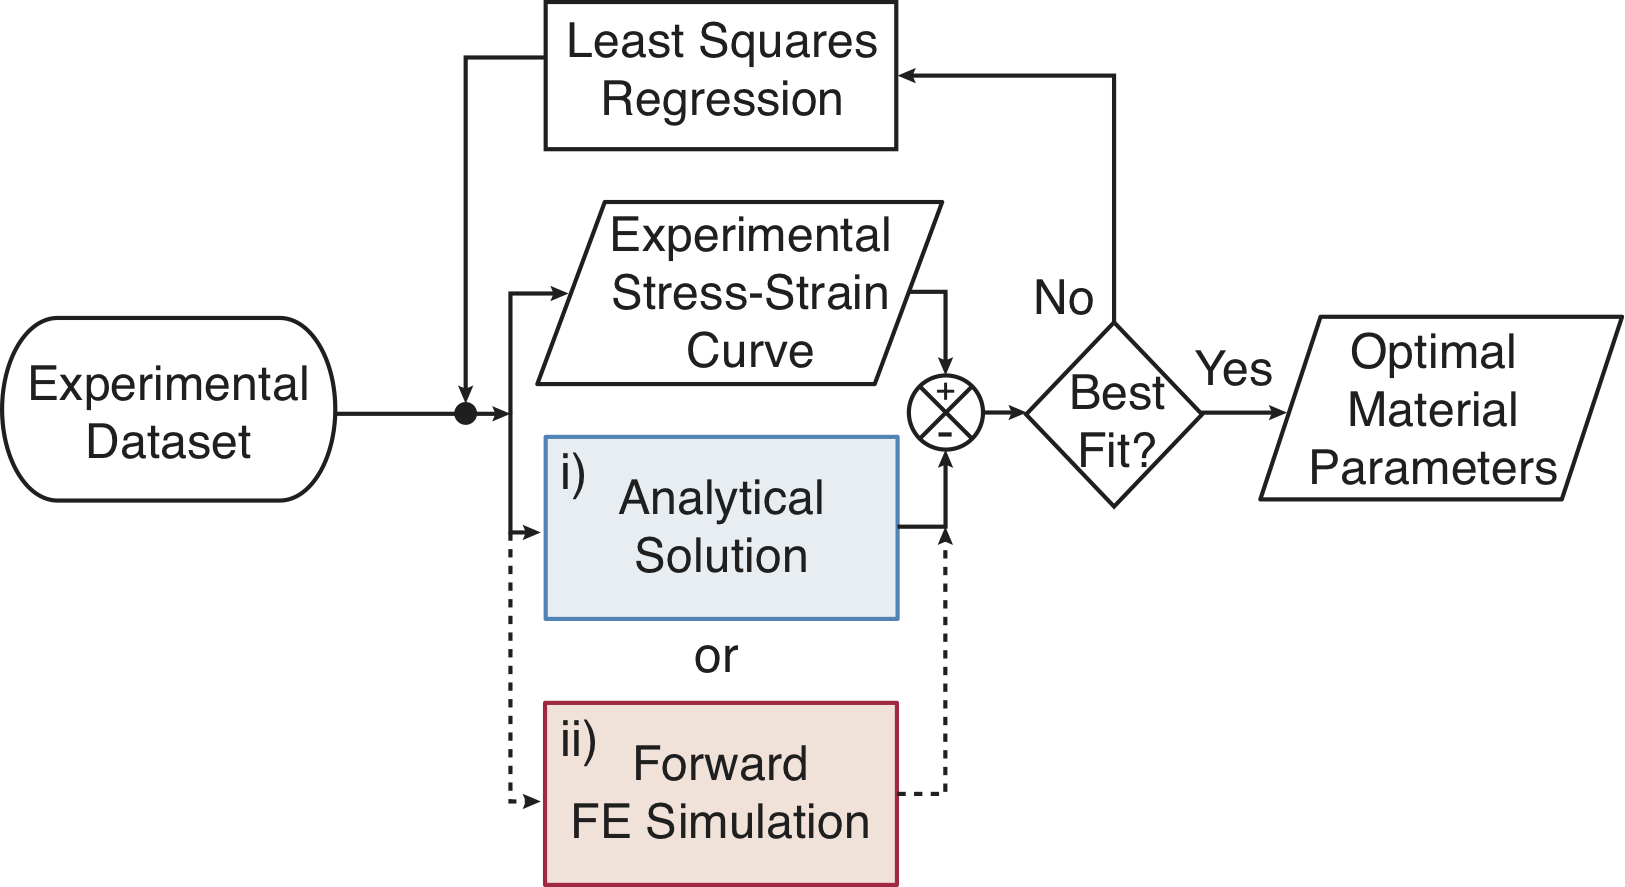 Least Squares
Regression
Experimental
Stress-Strain
Curve
Experimental
Dataset
i)
Analytical
Solution
or
ii)
Forward
FE Simulation
+
-
No
Best
Fit?
Yes
Optimal
Material
Parameters